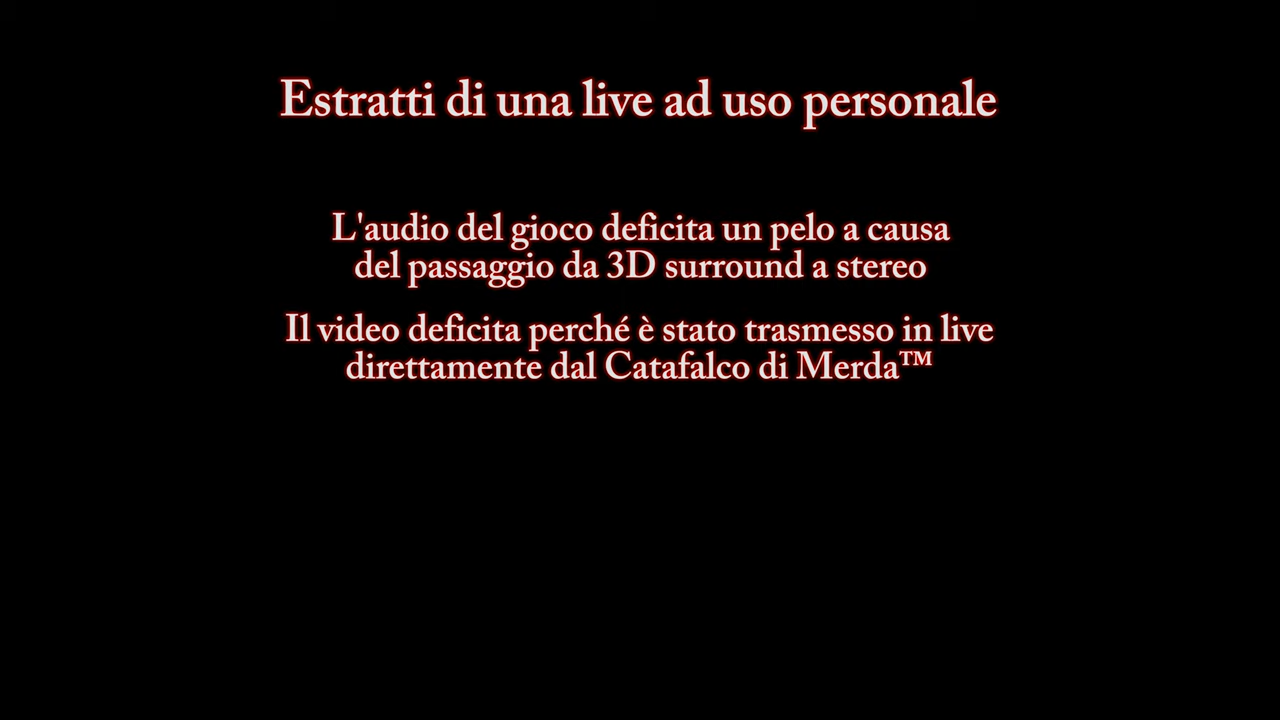 Estratti di una live ad uso personale
L'audio del gioco deficita un pelo a causa
del passaggio da 3D surround a stereo
Il video deficita perché è stato trasmesso in live
direttamente dal Catafalco di Merda™